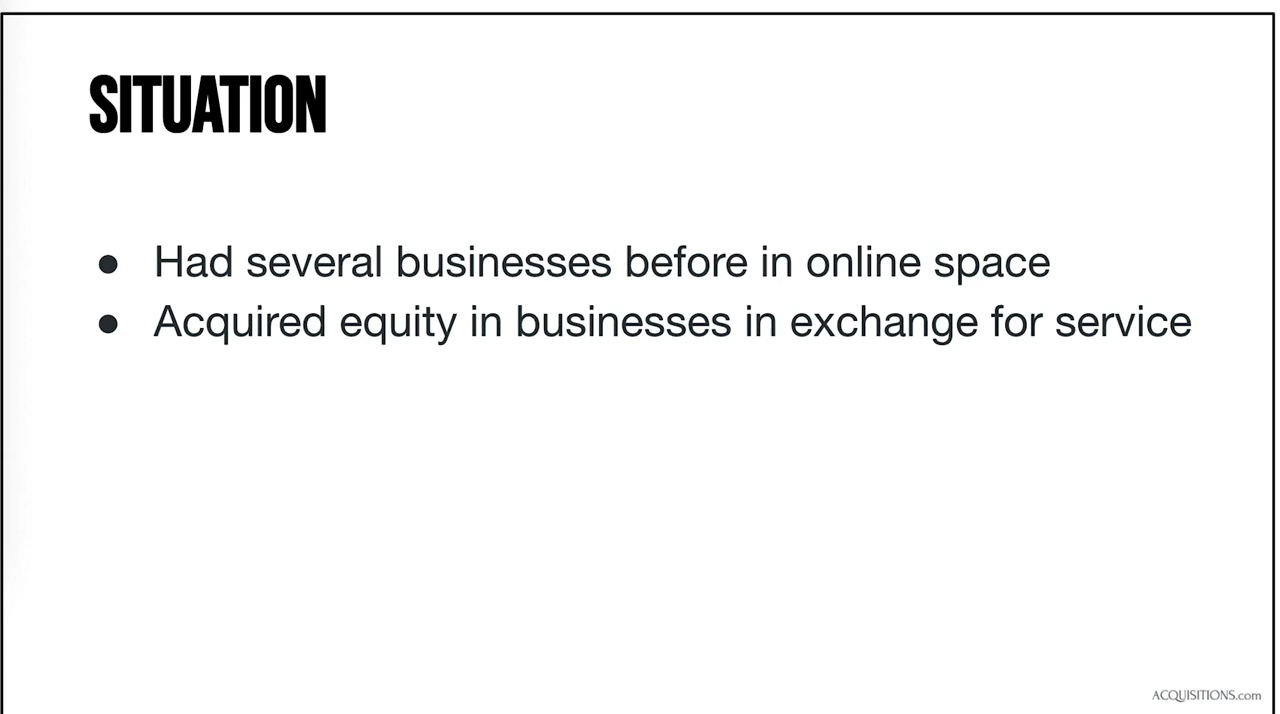 SITUATION
● Had several businesses before in online space
● Acquired equity in businesses in exchange for service
ACQUISITIONS.com